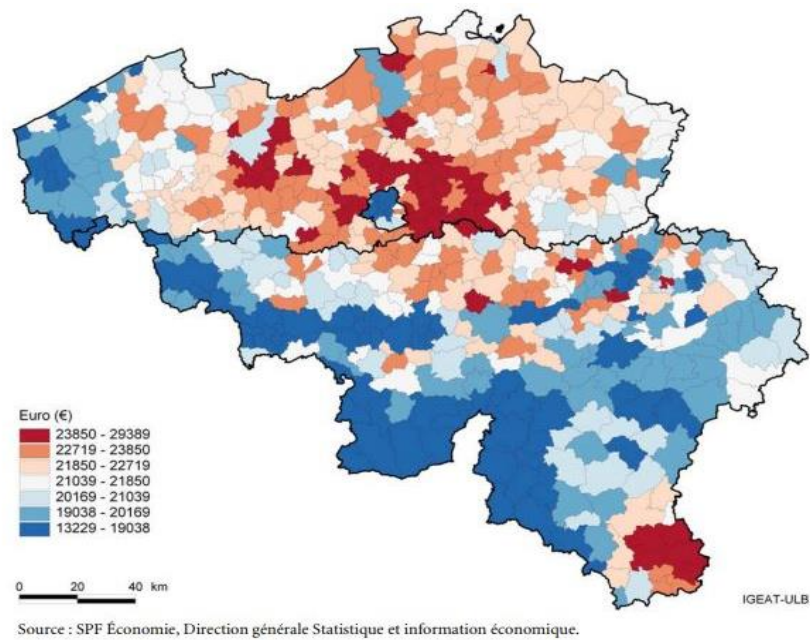 Euro (€)
23850 - 29389
22719 - 23850
21850 - 22719
21039 - 21850
20169 - 21039
19038 - 20169
13229 - 19038
0 20 40 km
IGEAT-ULB
Source : SPF Économie, Direction générale Statistique et information économique.